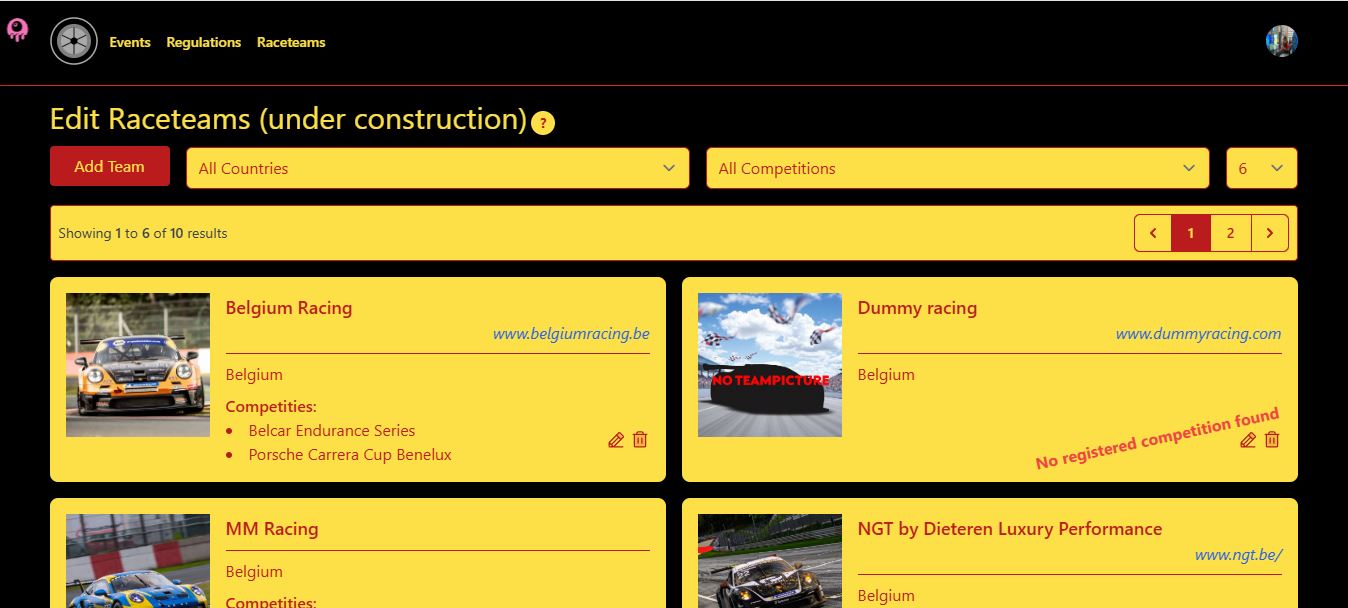 Events Regulations Raceteams
Edit Raceteams (under construction) ?
Add Team
All Countries
All Competitions
6
Showing 1 to 6 of 10 results
1 2
Belgium Racing
www.belgiumracing.be
Belgium
Competities:
Belcar Endurance Series
Porsche Carrera Cup Benelux
Dummy racing
www.dummyracing.com
NO TEAMPICTURE
Belgium
No registered competition found
MM Racing
Belgium
Competities:
NGT by Dieteren Luxury Performance
www.ngt.be/
Belgium